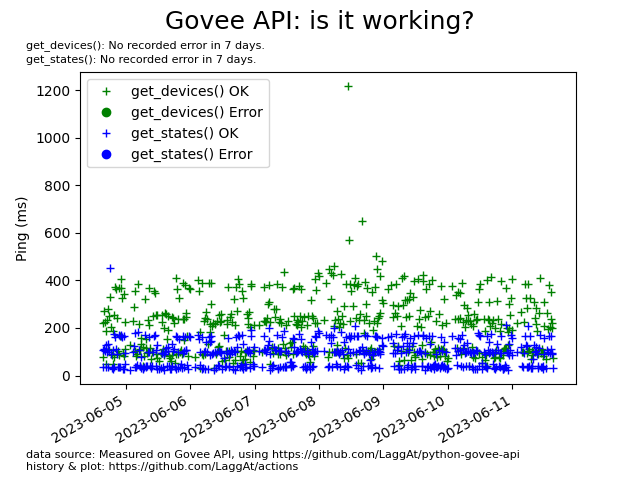 Govee API: is it working?
get_devices(): No recorded error in 7 days.
get_states(): No recorded error in 7 days.
get_devices() OK
get_devices() Error
get_states() OK
get_states() Error
Ping (ms)
1200
1000
800
600
400
200
0
2023-06-05
2023-06-06
2023-06-07
2023-06-08
2023-06-09
2023-06-10
2023-06-11
data source: Measured on Govee API, using https://github.com/LaggAt/python-govee-api
history & plot: https://github.com/LaggAt/actions